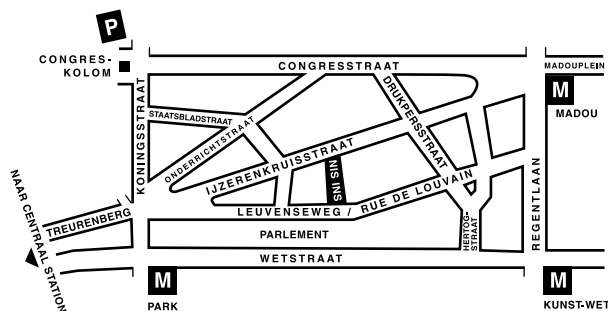 P
CONGRES-
KOLOM
CONGRESSTRAAT
MADOUPLEIN
M
MADOU
STAATSBLADSTRAAT
DRUKPERSSTRAAT
KONINGSSTRAAT
ONDERRICHTSTRAAT
IJZERENKRUISSTRAAT
NIS INS
REGENTLAAN
NAAR CENTRAAL STATION
TREURENBERG
LEUVENSEWEG / RUE DE LOUVAIN
HERTOG-
STRAAT
PARLEMENT
WETSTRAAT
M
PARK
M
KUNST-WET